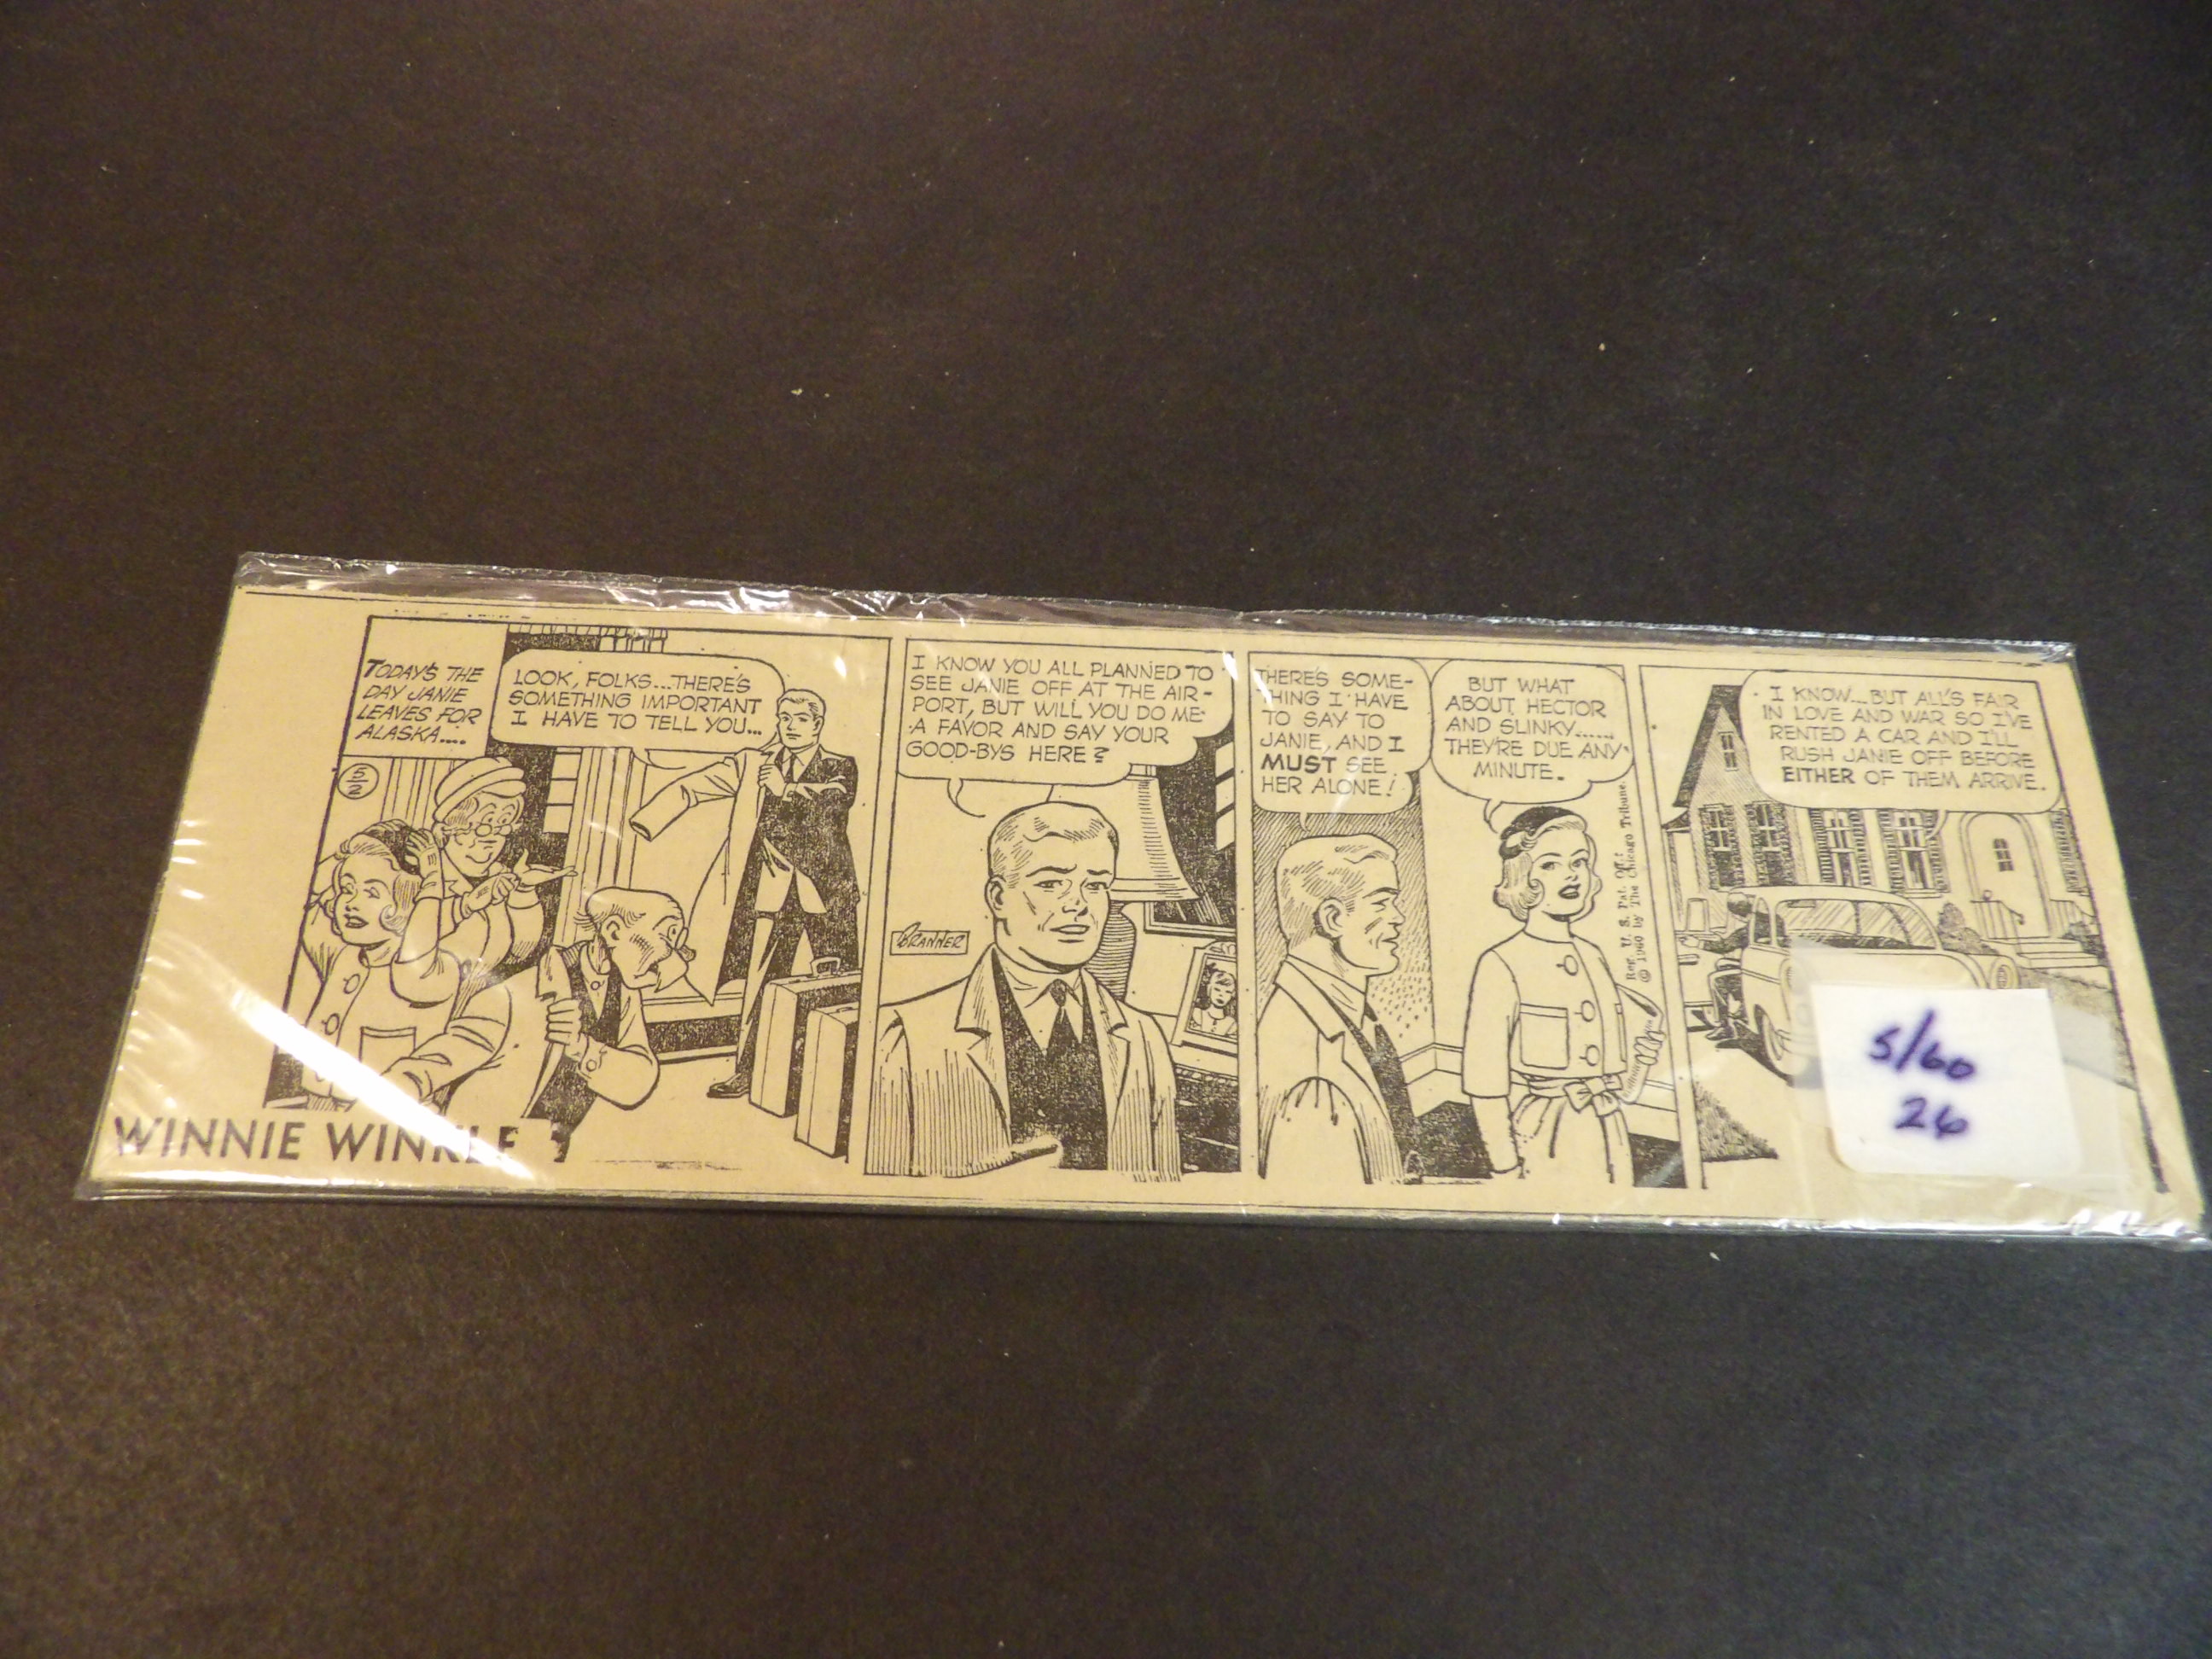 TODAY'S THE
DAY JANIE
LEAVES FOR
ALASKA....
LOOK, FOLKS...THERE'S
SOMETHING IMPORTANT
I HAVE TO TELL YOU...
5/2
WINNIE WINKLE
I KNOW YOU ALL PLANNED TO
SEE JANIE OFF AT THE AIR-
PORT, BUT WILL YOU DO ME
A FAVOR AND SAY YOUR
GOOD-BYS HERE?
BRANNER
THERE'S SOME-
THING I HAVE
TO SAY TO
JANIE, AND I
MUST SEE
HER ALONE!
BUT WHAT
ABOUT HECTOR
AND SLINKY.....
THEY'RE DUE ANY
MINUTE.
Reg. U. S. Pat. Off.:
© 1960 by The Chicago Tribune.
I KNOW...BUT ALL'S FAIR
IN LOVE AND WAR SO I'VE
RENTED A CAR AND I'LL
RUSH JANIE OFF BEFORE
EITHER OF THEM ARRIVE.
5/60
26